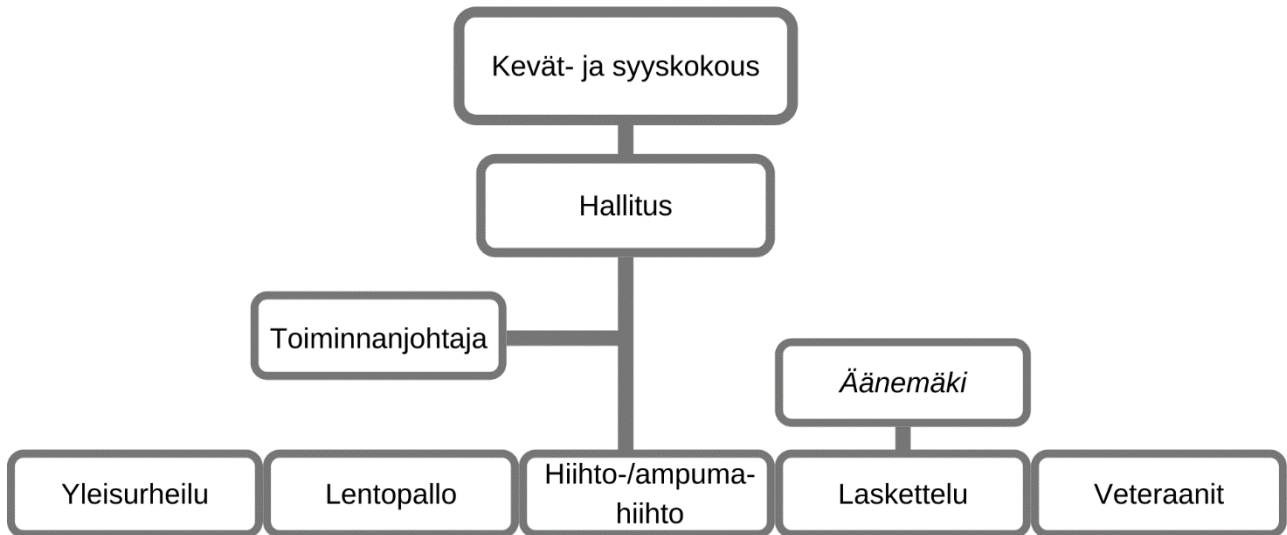 Kevät- ja syyskokous
Hallitus
Toiminnanjohtaja
Äänemäki
Yleisurheilu
Lentopallo
Hiihto-/ampuma-
hiihto
Laskettelu
Veteraanit